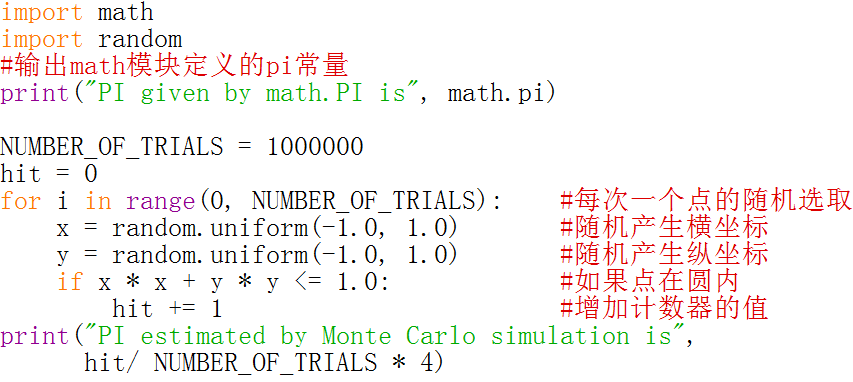 import math
import random
#输出math模块定义的pi常量
print("PI given by math.PI is", math.pi)

NUMBER_OF_TRIALS = 1000000
hit = 0
for i in range(0, NUMBER_OF_TRIALS):    #每次一个点的随机选取
    x = random.uniform(-1.0, 1.0)       #随机产生横坐标
    y = random.uniform(-1.0, 1.0)       #随机产生纵坐标
    if x * x + y * y <= 1.0:            #如果点在圆内
        hit += 1                        #增加计数器的值
print("PI estimated by Monte Carlo simulation is",
      hit/ NUMBER_OF_TRIALS * 4)